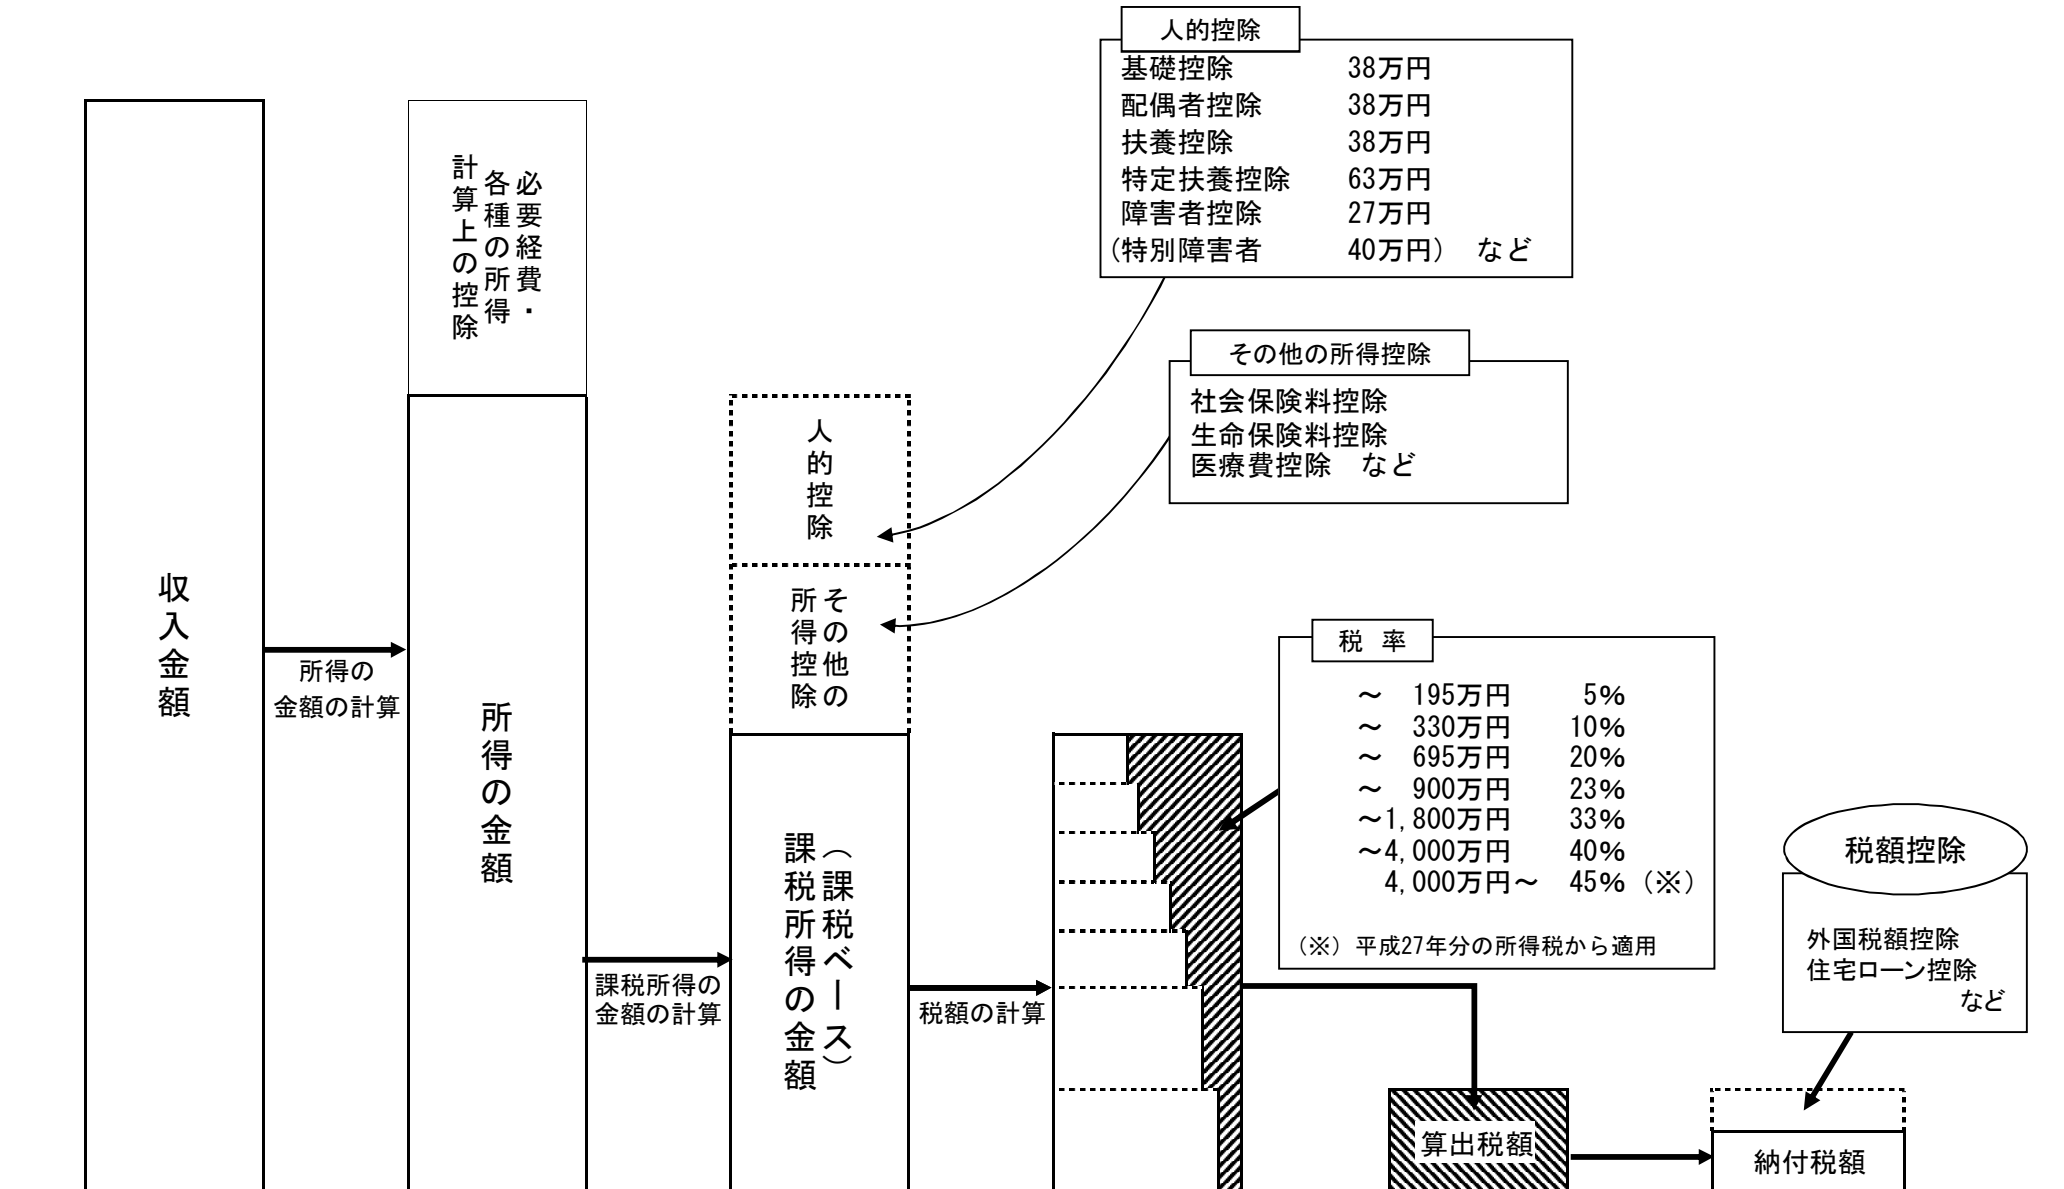 人的控除
基礎控除 38万円
配偶者控除 38万円
扶養控除 38万円
特定扶養控除 63万円
障害者控除 27万円
(特別障害者 40万円) など
必要経費・
各種の所得
計算上の控除
その他の所得控除
社会保険料控除
生命保険料控除
医療費控除 など
人的控除
その他の
所得控除
収入金額
所得の
金額の計算
所得の金額
課税所得の
金額の計算
(課税ベース)
課税所得の金額
税額の計算
税 率
～ 195万円 5%
～ 330万円 10%
～ 695万円 20%
～ 900万円 23%
～1,800万円 33%
～4,000万円 40%
4,000万円～ 45% (※)
(※) 平成27年分の所得税から適用
税額控除
外国税額控除
住宅ローン控除
など
算出税額
納付税額